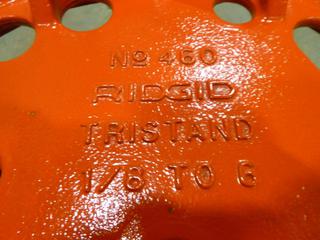 No 460
RIDGID
TRISTAND
1/8 TO 6